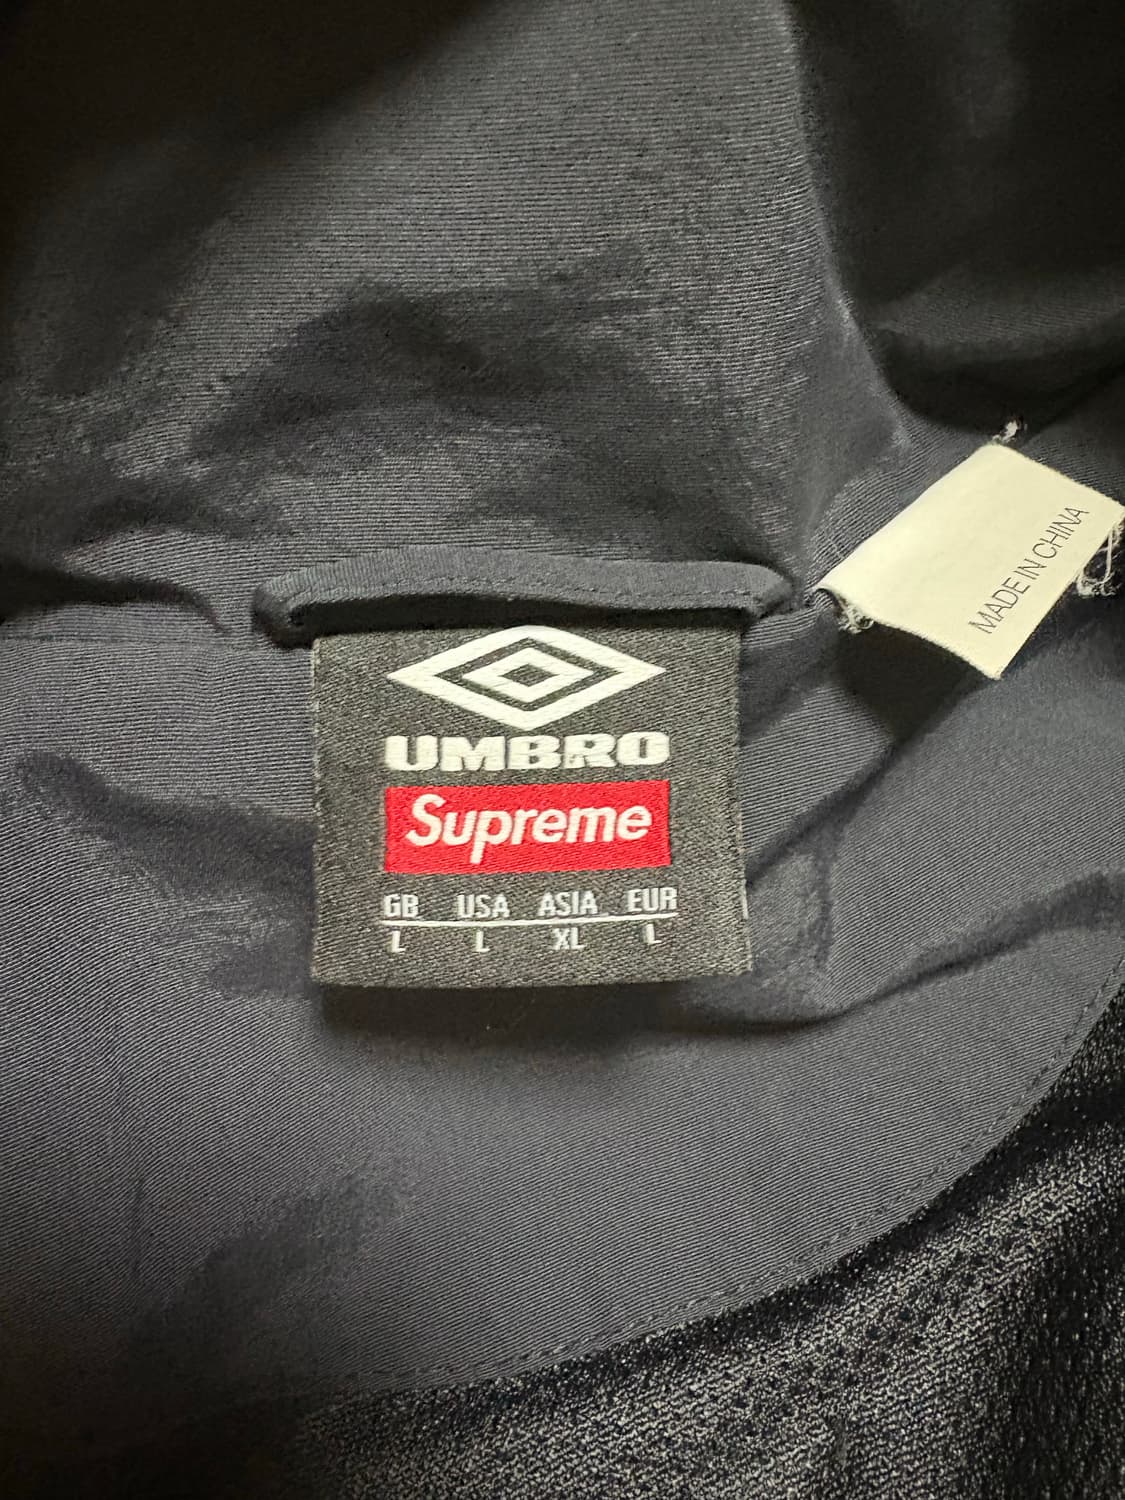 UMBRO
Supreme
GB USA ASIA EUR
L L XL L
MADE IN CHINA